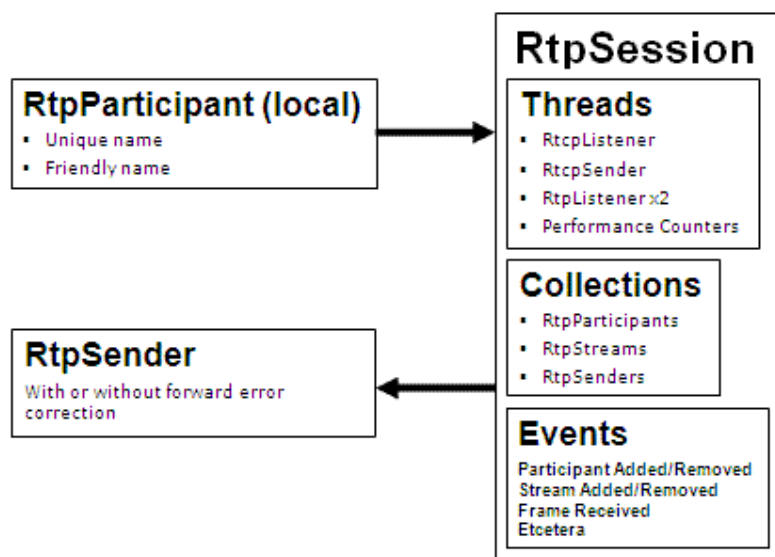 RtpSession
RtpParticipant (local)
▪ Unique name
▪ Friendly name
Threads
▪ RtcpListener
▪ RtcpSender
▪ RtpListener x2
▪ Performance Counters
Collections
▪ RtpParticipants
▪ RtpStreams
▪ RtpSenders
RtpSender
With or without forward error
correction
Events
Participant Added/Removed
Stream Added/Removed
Frame Received
Etcetera